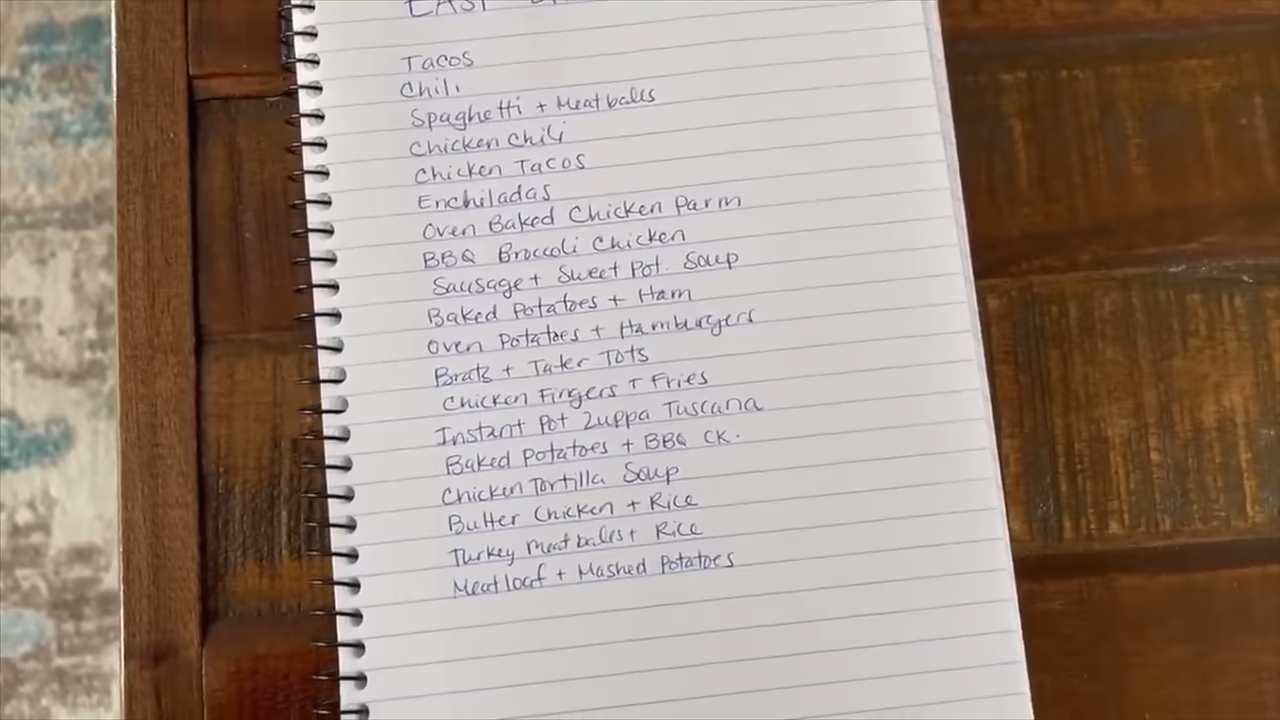 EASY
Tacos
Chili
Spaghetti + Meatballs
Chicken Chili
Chicken Tacos
Enchiladas
Oven Baked Chicken Parm
BBQ Broccoli Chicken
Sausage + Sweet Pot. Soup
Baked Potatoes + Ham
Oven Potatoes + Hamburgers
Bratz + Tater Tots
Chicken Fingers + Fries
Instant Pot Zuppa Tuscana
Baked Potatoes + BBQ CK.
Chicken Tortilla Soup
Butter Chicken + Rice
Turkey Meatballs + Rice
Meatloaf + Mashed Potatoes